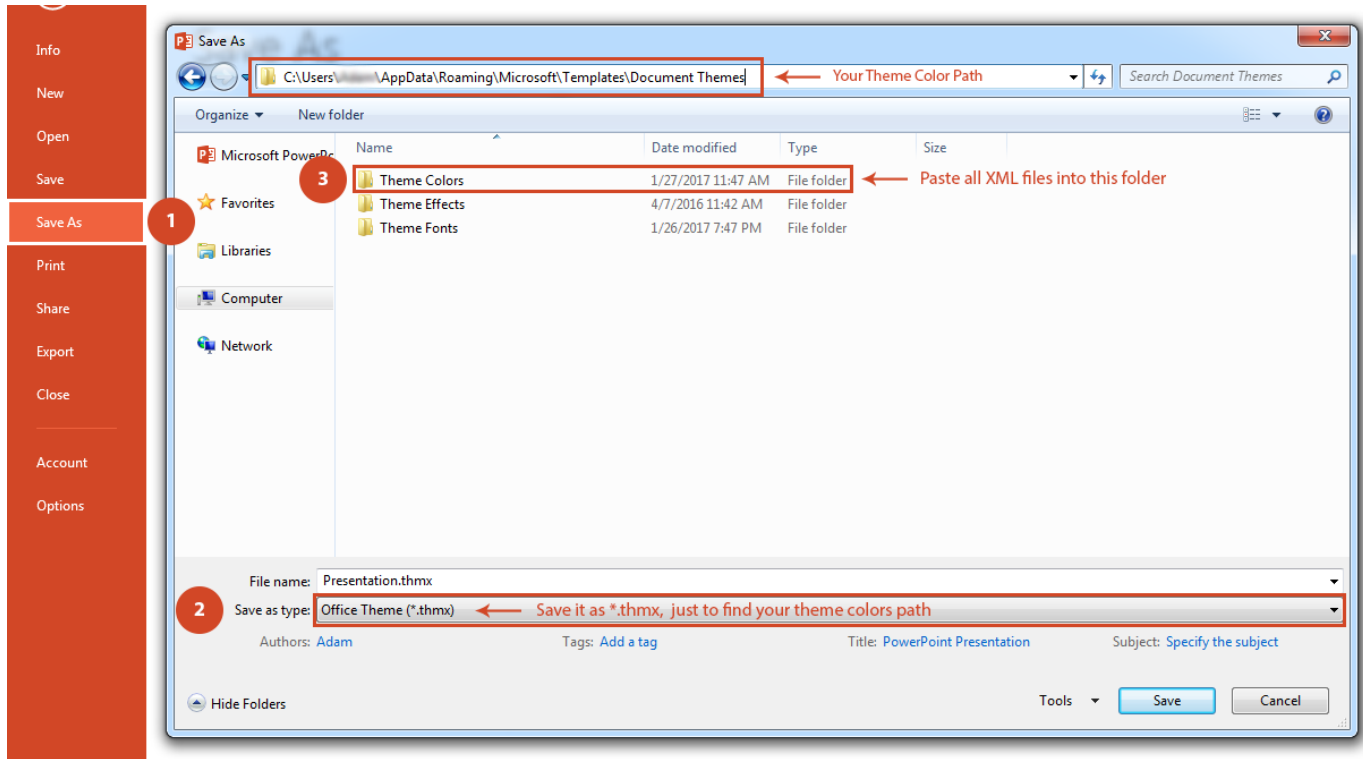 Info
New
Open
Save
Save As
Print
Share
Export
Close
Account
Options
Save As
C:\Users\ \AppData\Roaming\Microsoft\Templates\Document Themes
Your Theme Color Path
Search Document Themes
Organize
New folder
Microsoft PowerPo
Favorites
Libraries
Computer
Network
Name Date modified Type Size
3 Theme Colors 1/27/2017 11:47 AM File folder Paste all XML files into this folder
Theme Effects 4/7/2016 11:42 AM File folder
Theme Fonts 1/26/2017 7:47 PM File folder
1
File name: Presentation.thmx
2 Save as type: Office Theme (*.thmx) Save it as *.thmx, just to find your theme colors path
Authors: Adam Tags: Add a tag Title: PowerPoint Presentation Subject: Specify the subject
Hide Folders
Tools Save Cancel